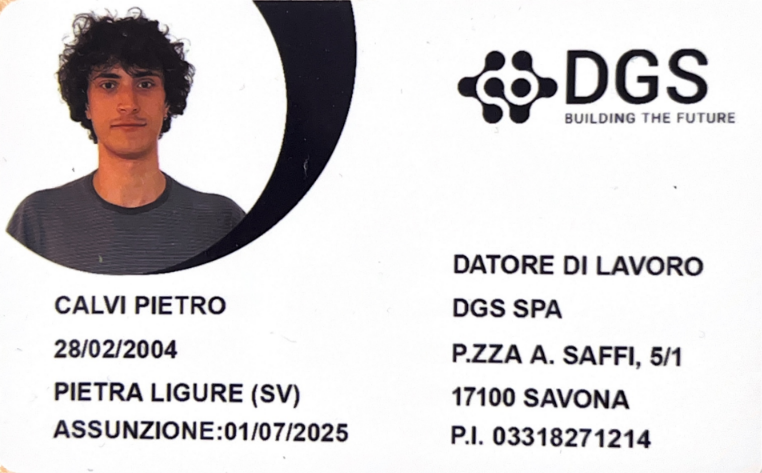 DGS
BUILDING THE FUTURE
CALVI PIETRO
28/02/2004
PIETRA LIGURE (SV)
ASSUNZIONE:01/07/2025
DATORE DI LAVORO
DGS SPA
P.ZZA A. SAFFI, 5/1
17100 SAVONA
P.I. 03318271214